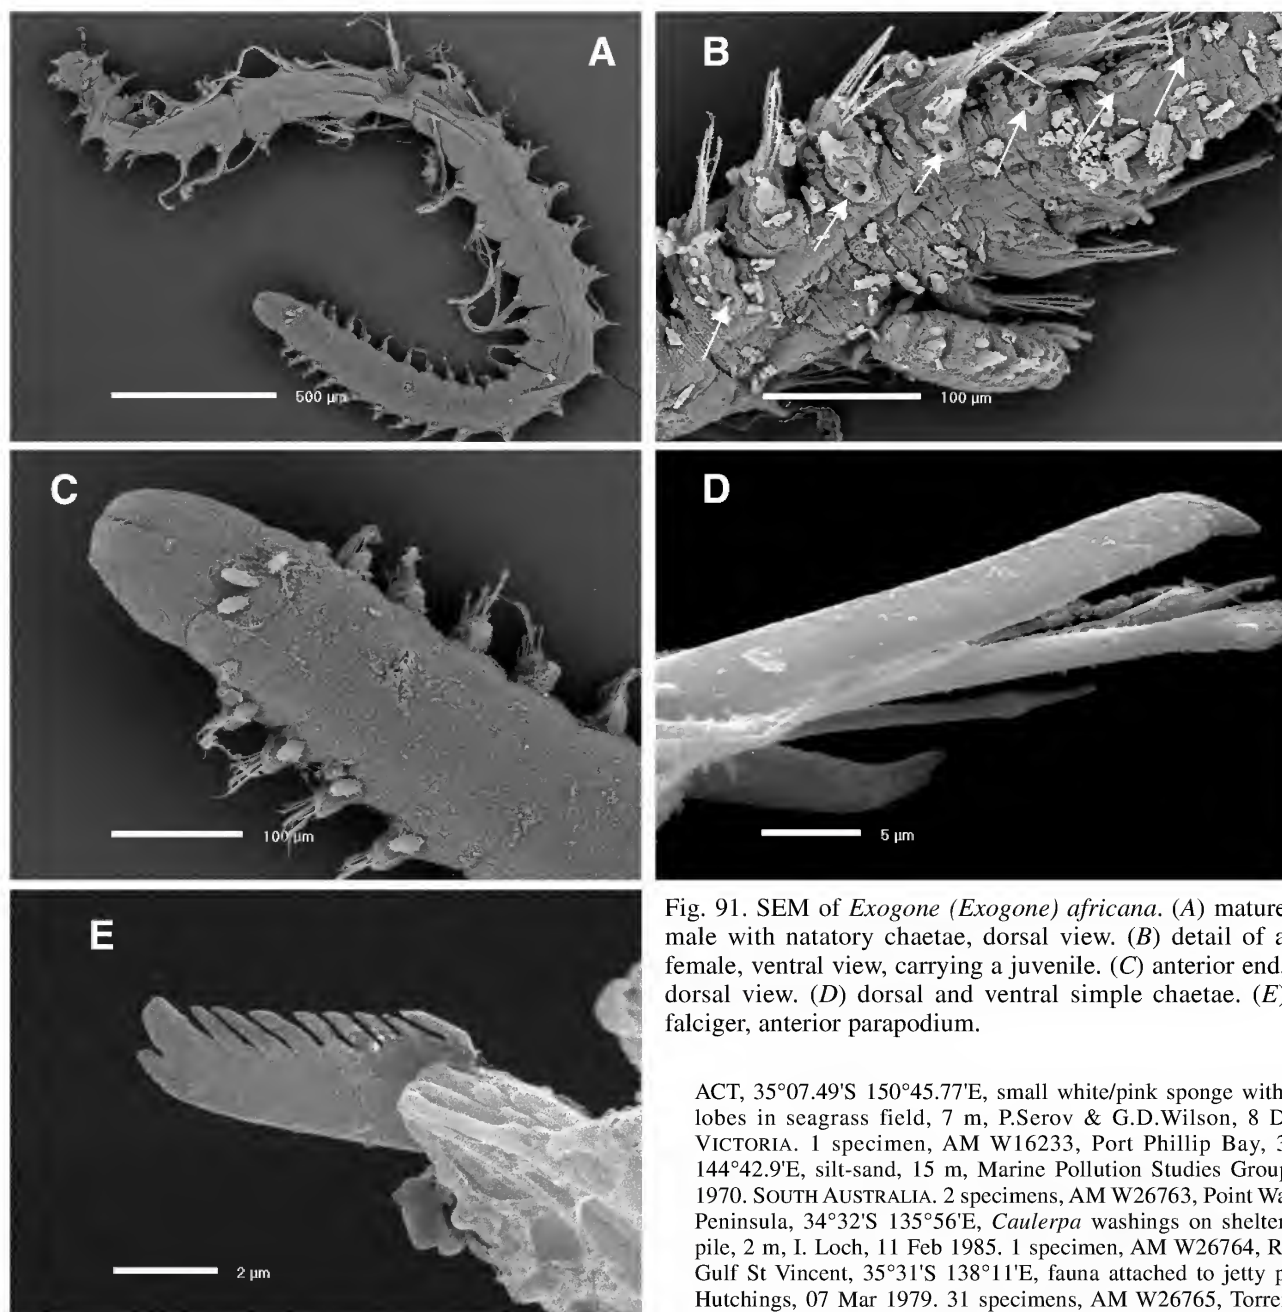 A
B
500 µm
100 µm
C
D
100 µm
5 µm
E
2 µm
Fig. 91. SEM of Exogone (Exogone) africana. (A) mature
male with natatory chaetae, dorsal view. (B) detail of a
female, ventral view, carrying a juvenile. (C) anterior end,
dorsal view. (D) dorsal and ventral simple chaetae. (E)
falciger, anterior parapodium.
ACT, 35°07.49'S 150°45.77'E, small white/pink sponge with
lobes in seagrass field, 7 m, P.Serov & G.D.Wilson, 8 D
VICTORIA. 1 specimen, AM W16233, Port Phillip Bay, 3
144°42.9'E, silt-sand, 15 m, Marine Pollution Studies Group
1970. SOUTH AUSTRALIA. 2 specimens, AM W26763, Point Wa
Peninsula, 34°32'S 135°56'E, Caulerpa washings on shelter
pile, 2 m, I. Loch, 11 Feb 1985. 1 specimen, AM W26764, R
Gulf St Vincent, 35°31'S 138°11'E, fauna attached to jetty p
Hutchings, 07 Mar 1979. 31 specimens, AM W26765, Torre